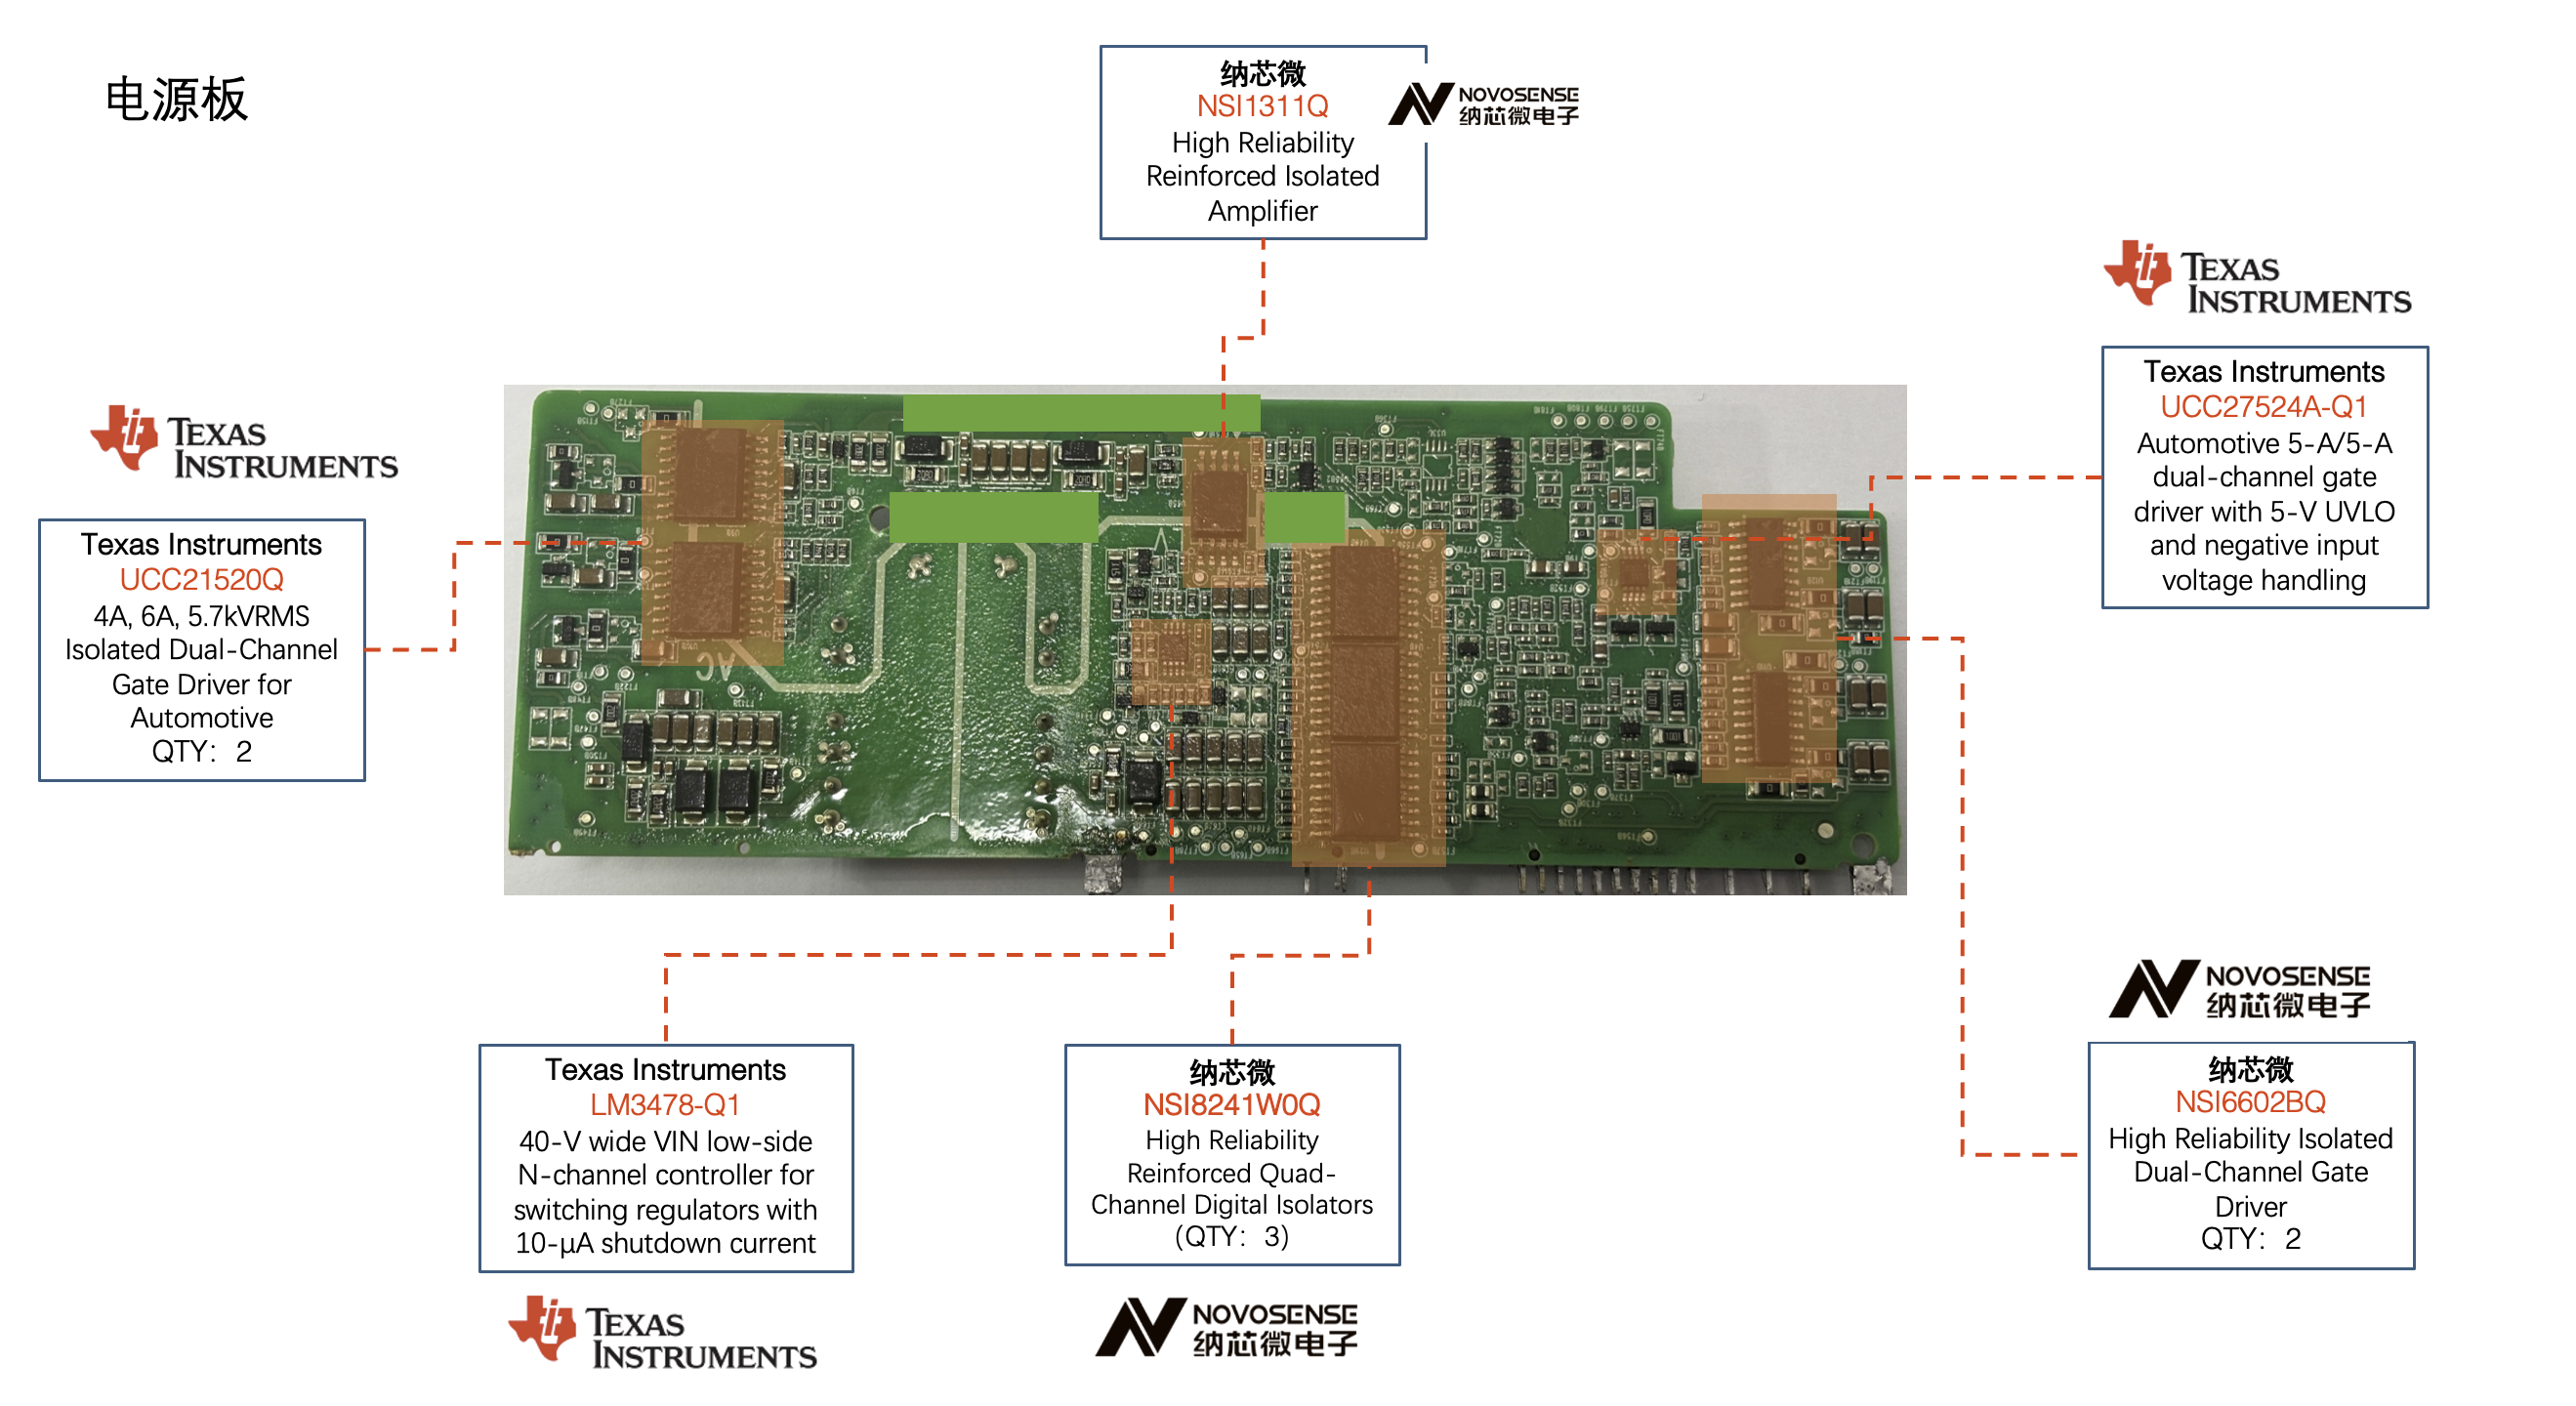 电源板
纳芯微
NSI1311Q
High Reliability
Reinforced Isolated
Amplifier
NOVOSENSE
纳芯微电子
TEXAS
INSTRUMENTS
Texas Instruments
UCC27524A-Q1
Automotive 5-A/5-A
dual-channel gate
driver with 5-V UVLO
and negative input
voltage handling
TEXAS
INSTRUMENTS
Texas Instruments
UCC21520Q
4A, 6A, 5.7kVRMS
Isolated Dual-Channel
Gate Driver for
Automotive
QTY：2
AC
Texas Instruments
LM3478-Q1
40-V wide VIN low-side
N-channel controller for
switching regulators with
10-μA shutdown current
TEXAS
INSTRUMENTS
纳芯微
NSI8241W0Q
High Reliability
Reinforced Quad-
Channel Digital Isolators
(QTY：3)
NOVOSENSE
纳芯微电子
NOVOSENSE
纳芯微电子
纳芯微
NSI6602BQ
High Reliability Isolated
Dual-Channel Gate
Driver
QTY：2